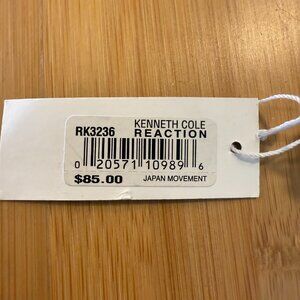 RK3236 KENNETH COLE
REACTION
0 20571 10989 6
$85.00 JAPAN MOVEMENT